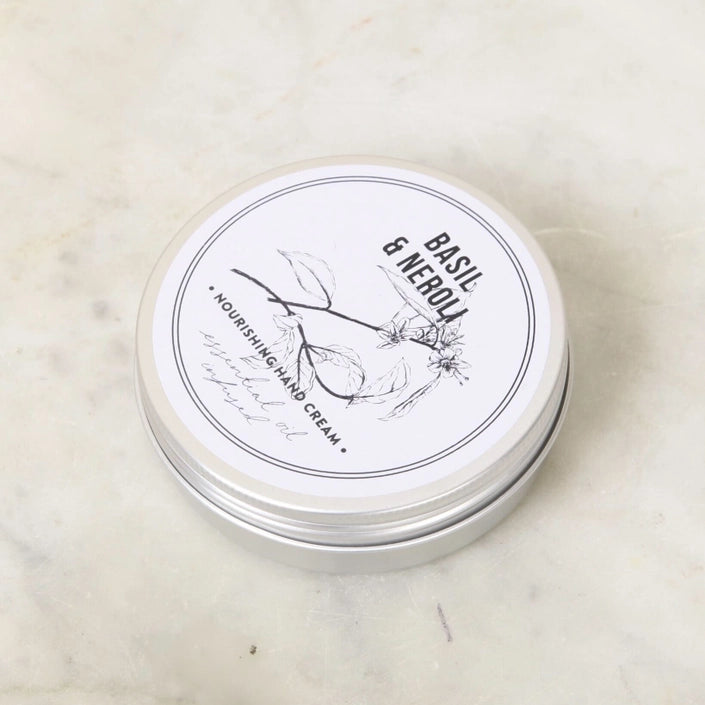 BASIL
& NEROLI
• NOURISHING HAND CREAM •
essential oil
infused